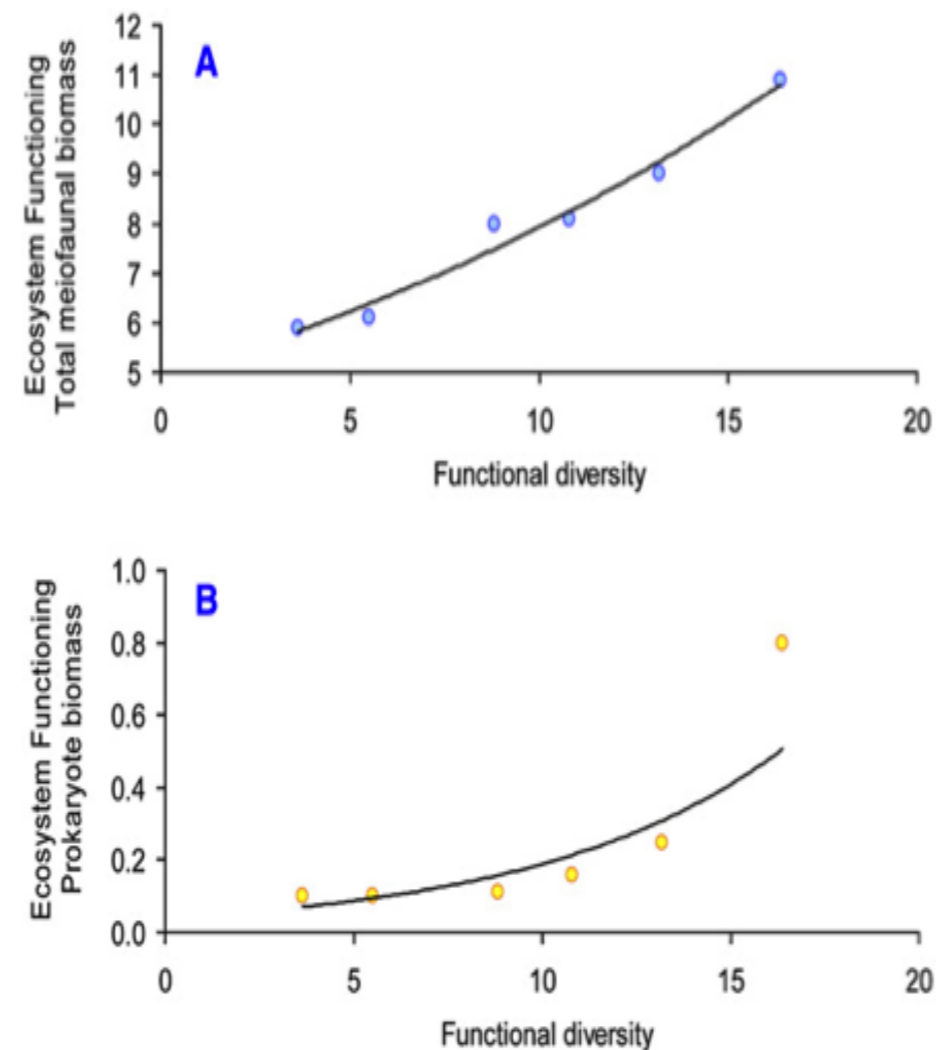 A
Ecosystem Functioning
Total meiofaunal biomass
12
11
10
9
8
7
6
5
0 5 10 15 20
Functional diversity
B
Ecosystem Functioning
Prokaryote biomass
1.0
0.8
0.6
0.4
0.2
0.0
0 5 10 15 20
Functional diversity